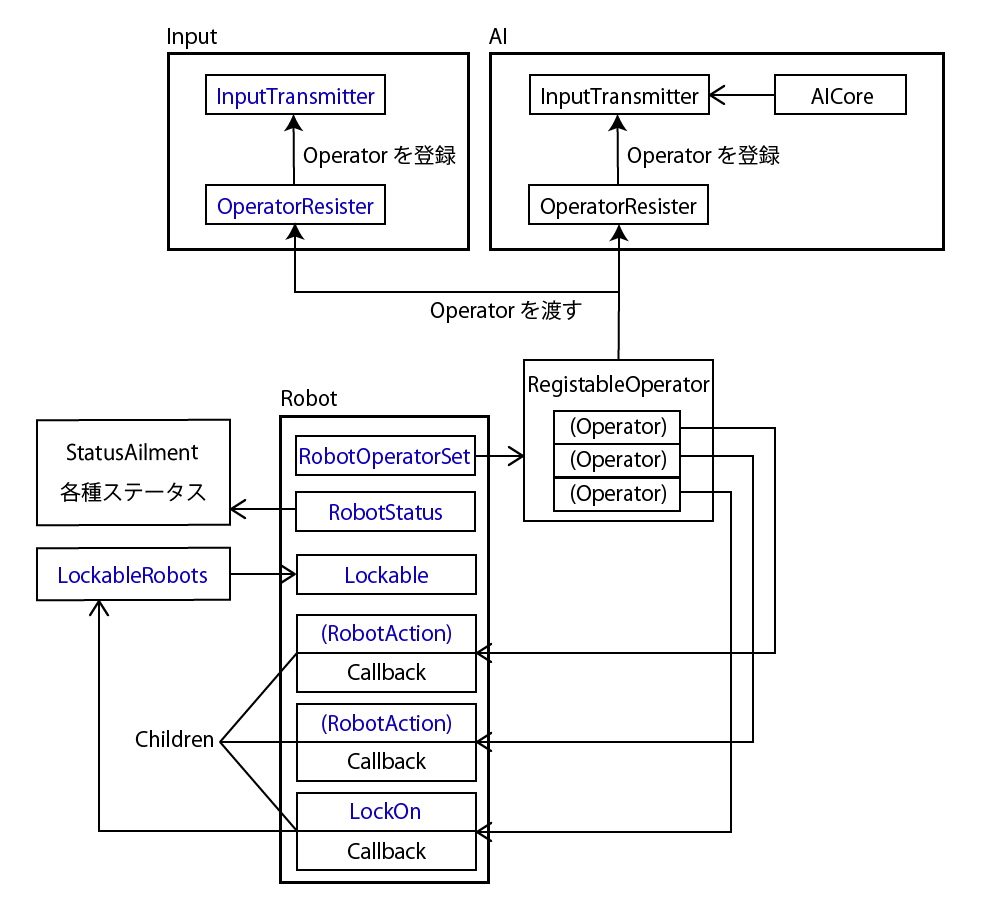 Input
InputTransmitter
Operator を登録
OperatorResister
AI
InputTransmitter
AICore
Operator を登録
OperatorResister
Operator を渡す
RegistableOperator
(Operator)
(Operator)
(Operator)
Robot
RobotOperatorSet
RobotStatus
StatusAilment
各種ステータス
LockableRobots
Lockable
(RobotAction)
Callback
(RobotAction)
Callback
Children
LockOn
Callback